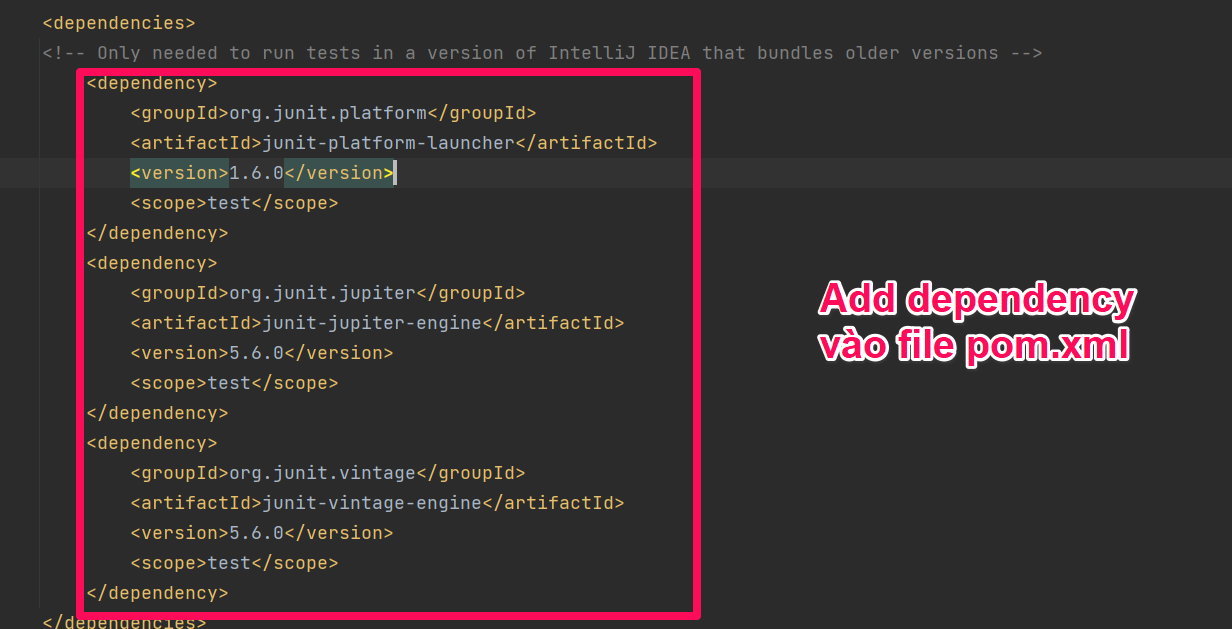 <dependencies>
<!-- Only needed to run tests in a version of IntelliJ IDEA that bundles older versions -->
<dependency>
<groupId>org.junit.platform</groupId>
<artifactId>junit-platform-launcher</artifactId>
<version>1.6.0</version>
<scope>test</scope>
</dependency>
<dependency>
<groupId>org.junit.jupiter</groupId>
<artifactId>junit-jupiter-engine</artifactId>
<version>5.6.0</version>
<scope>test</scope>
</dependency>
<dependency>
<groupId>org.junit.vintage</groupId>
<artifactId>junit-vintage-engine</artifactId>
<version>5.6.0</version>
<scope>test</scope>
</dependency>
</dependencies>
Add dependency
vào file pom.xml